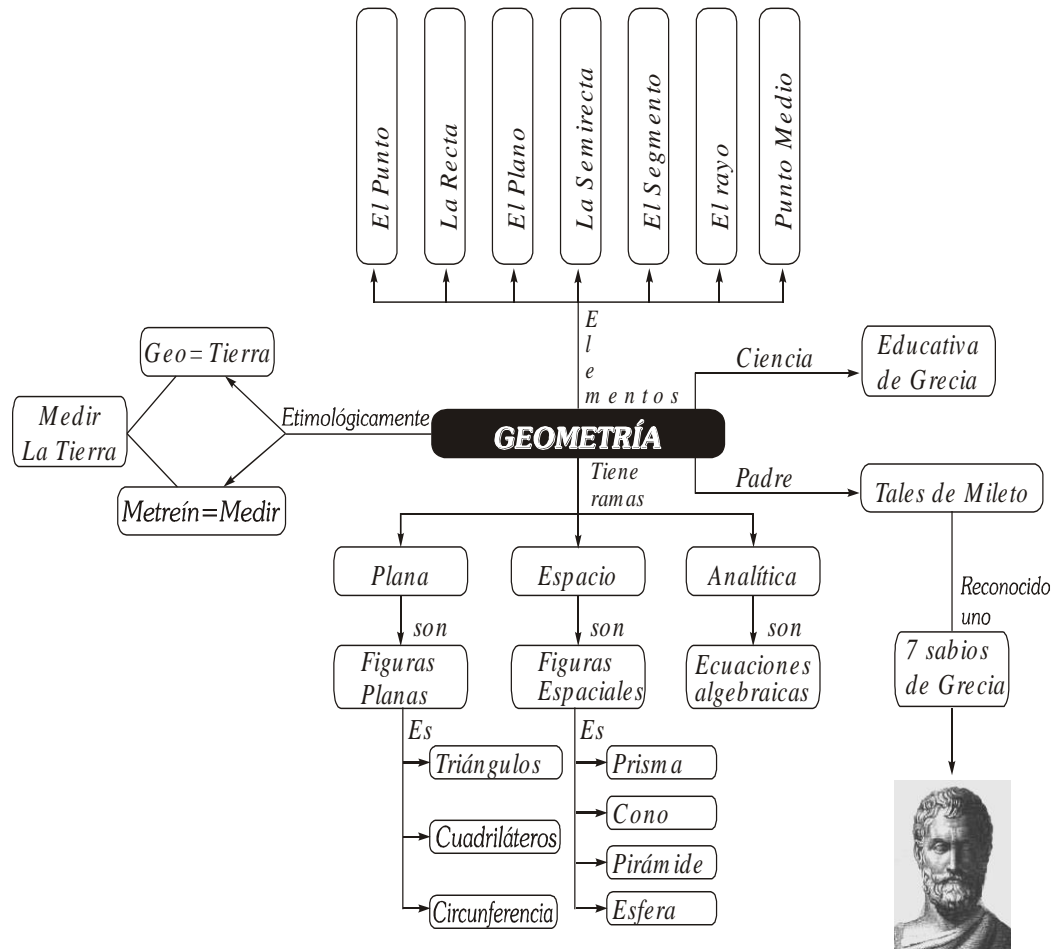 El Punto
La Recta
El Plano
La Semirecta
El Segmento
El rayo
Punto Medio
Elementos
Geo=Tierra
Medir
La Tierra
Etimológicamente
Metreín=Medir
GEOMETRÍA
Ciencia
Educativa
de Grecia
Padre
Tales de Mileto
Reconocido
uno
7 sabios
de Grecia
Tiene
ramas
Plana
Espacio
Analítica
son
son
son
Figuras
Planas
Figuras
Espaciales
Ecuaciones
algebraicas
Es
Triángulos
Cuadriláteros
Circunferencia
Es
Prisma
Cono
Pirámide
Esfera